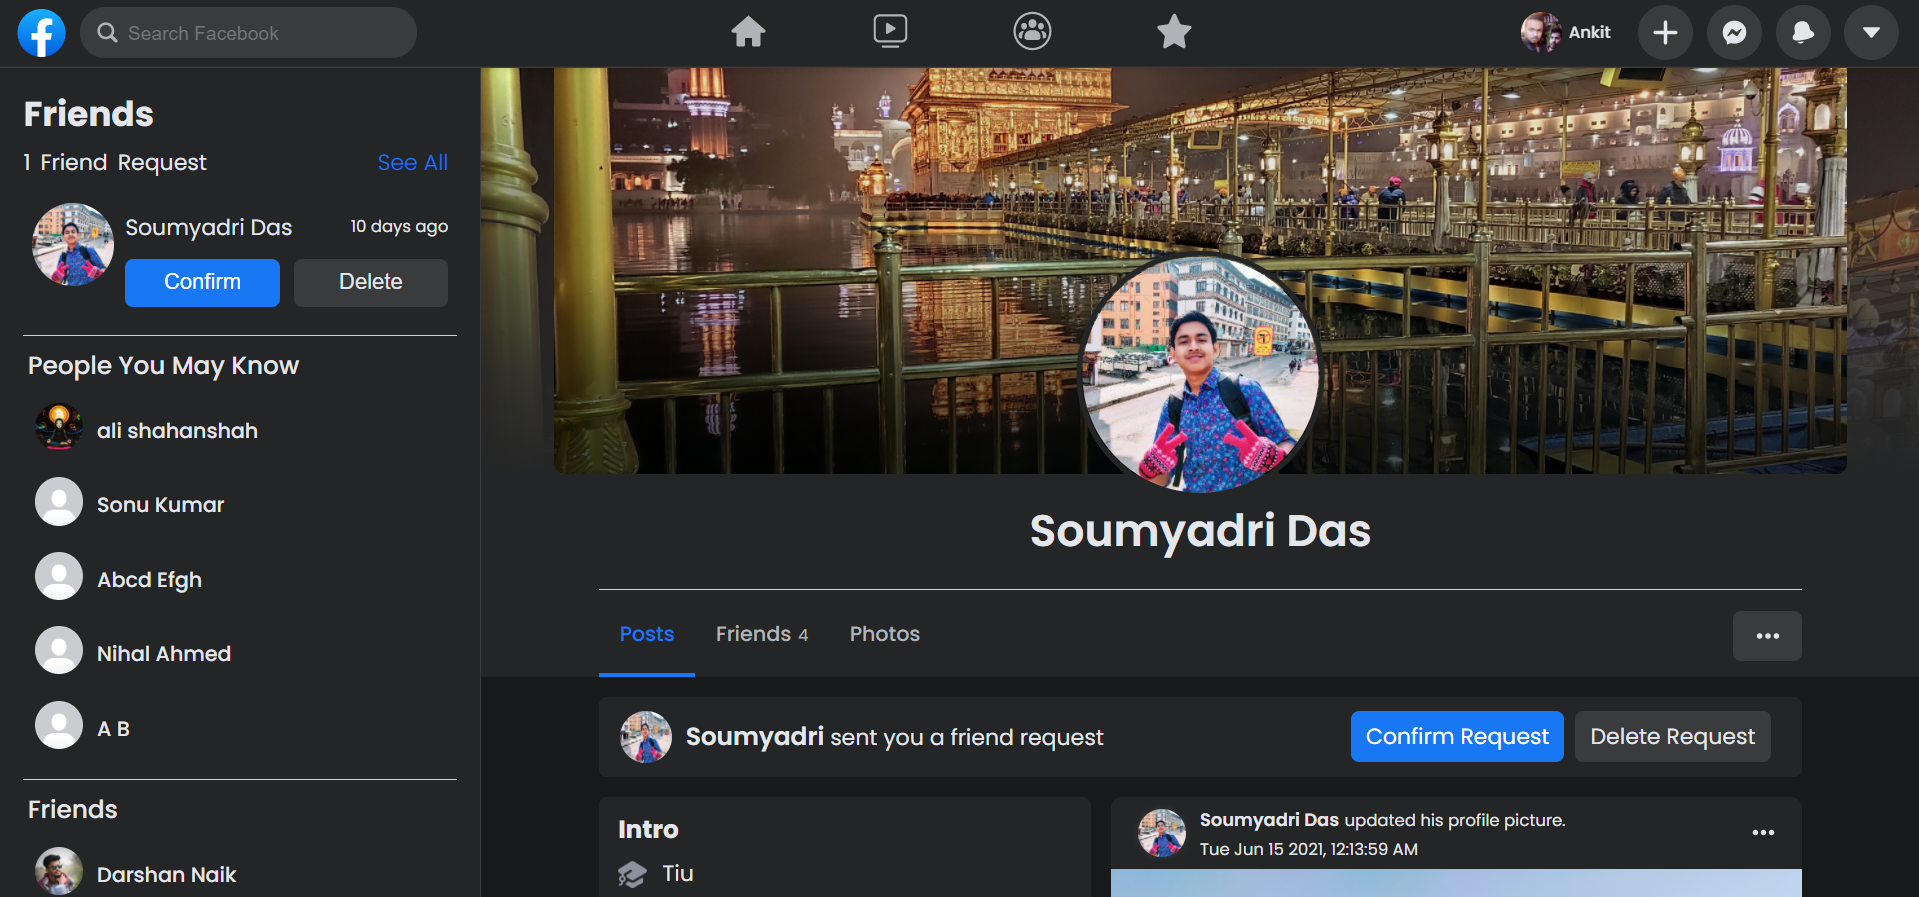 Search Facebook
Ankit
Friends
1 Friend Request
See All
Soumyadri Das
10 days ago
Confirm
Delete
People You May Know
ali shahanshah
Sonu Kumar
Abcd Efgh
Nihal Ahmed
A B
Friends
Darshan Naik
Soumyadri Das
Posts
Friends 4
Photos
Soumyadri sent you a friend request
Confirm Request
Delete Request
Intro
Tiu
Soumyadri Das updated his profile picture.
Tue Jun 15 2021, 12:13:59 AM